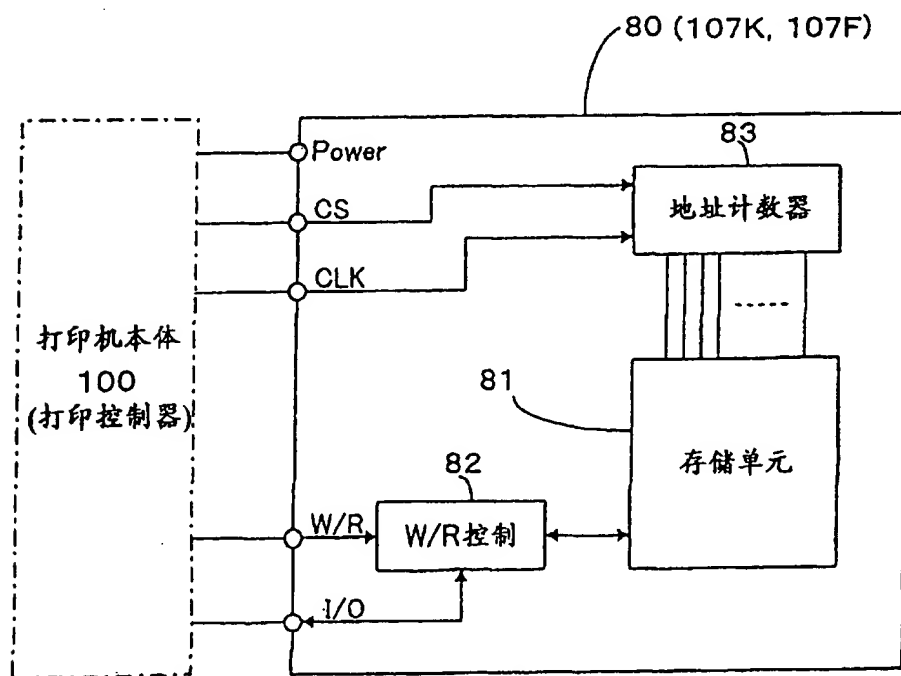 80 (107K, 107F)
Power
83
CS
地址计数器
CLK
打印机本体
100
(打印控制器)
81
存储单元
82
W/R
W/R控制
I/O